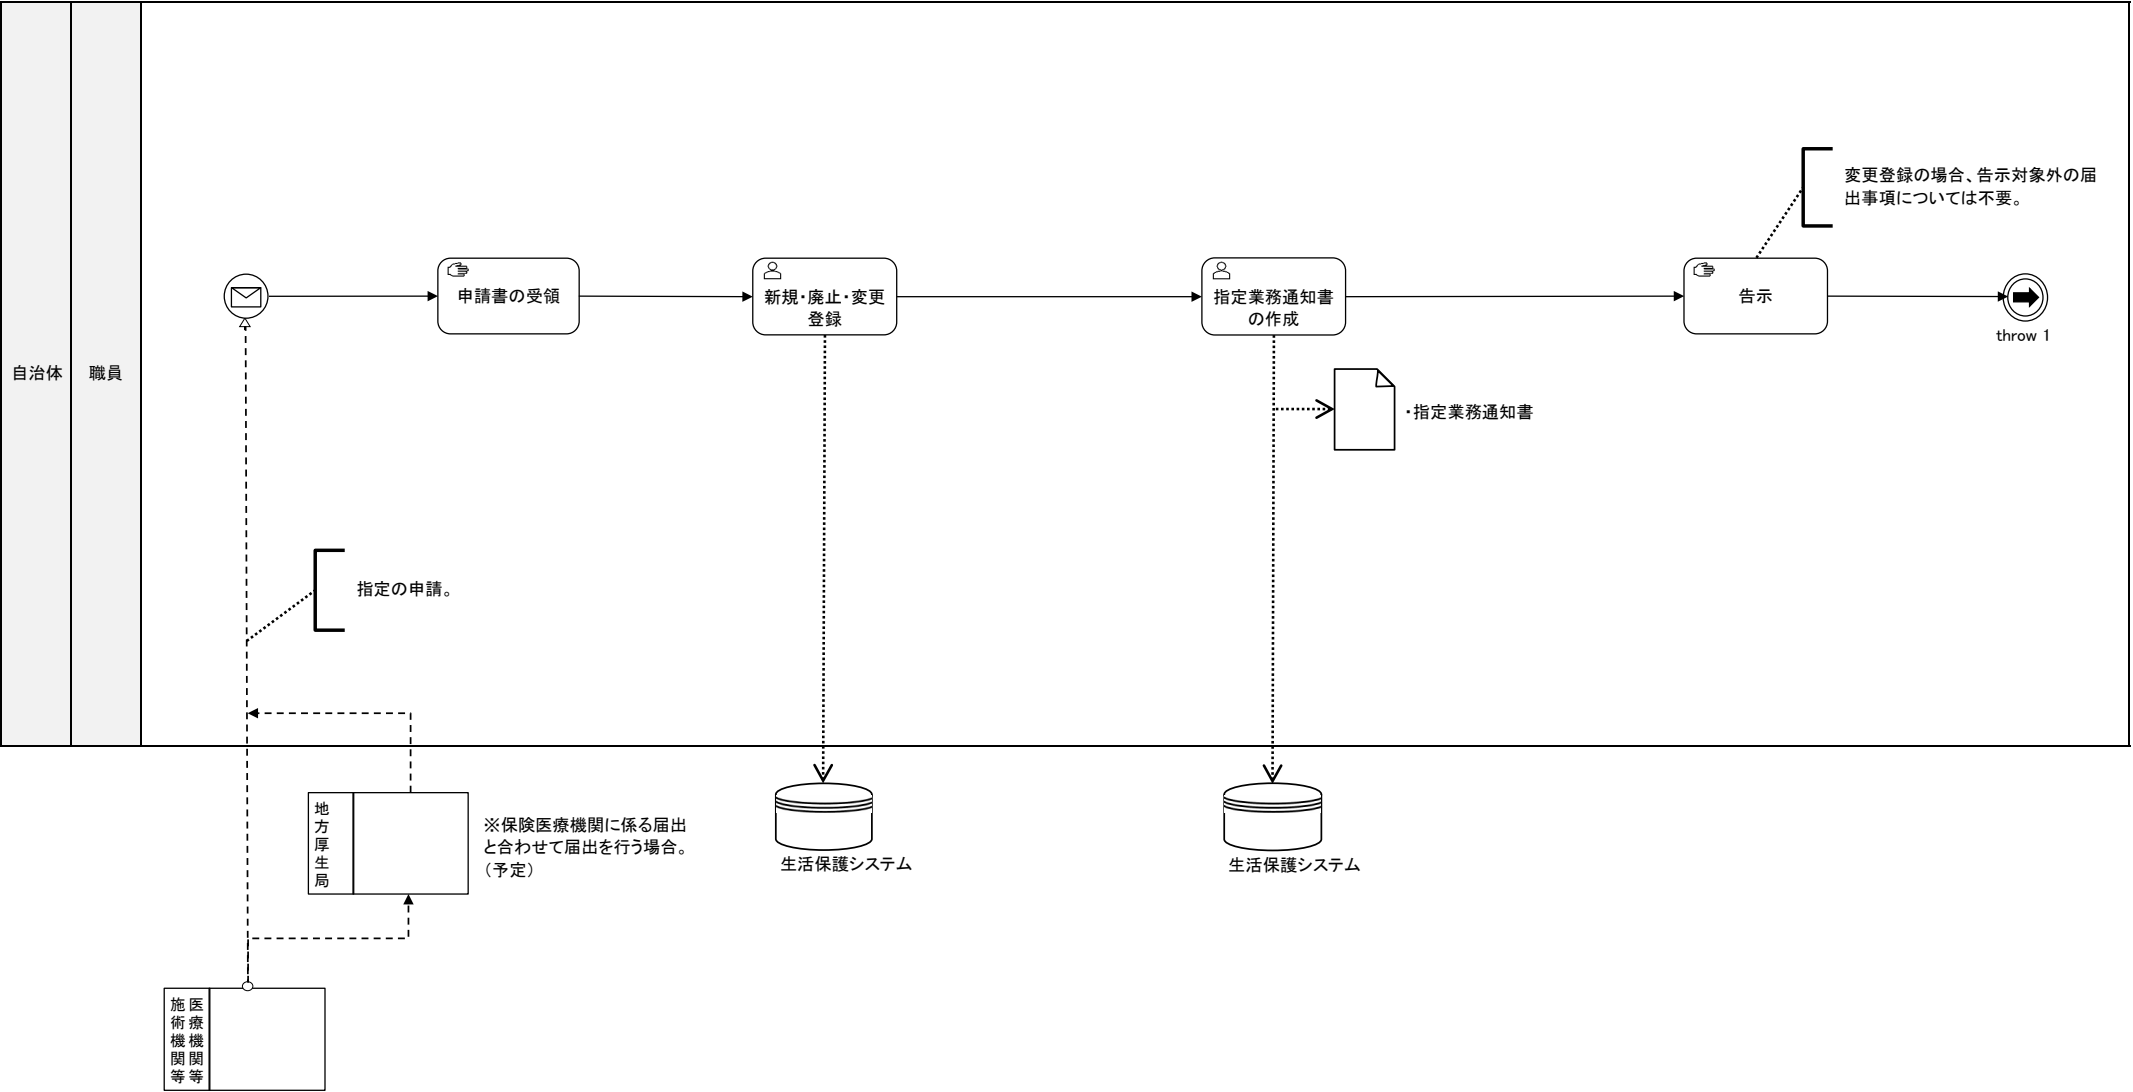 自治体
職員
申請書の受領
新規・廃止・変更
登録
指定業務通知書
の作成
告示
変更登録の場合、告示対象外の届
出事項については不要。
throw 1
・指定業務通知書
指定の申請。
地方厚生局
※保険医療機関に係る届出
と合わせて届出を行う場合。
（予定）
生活保護システム
生活保護システム
医療機関等
施術機関等